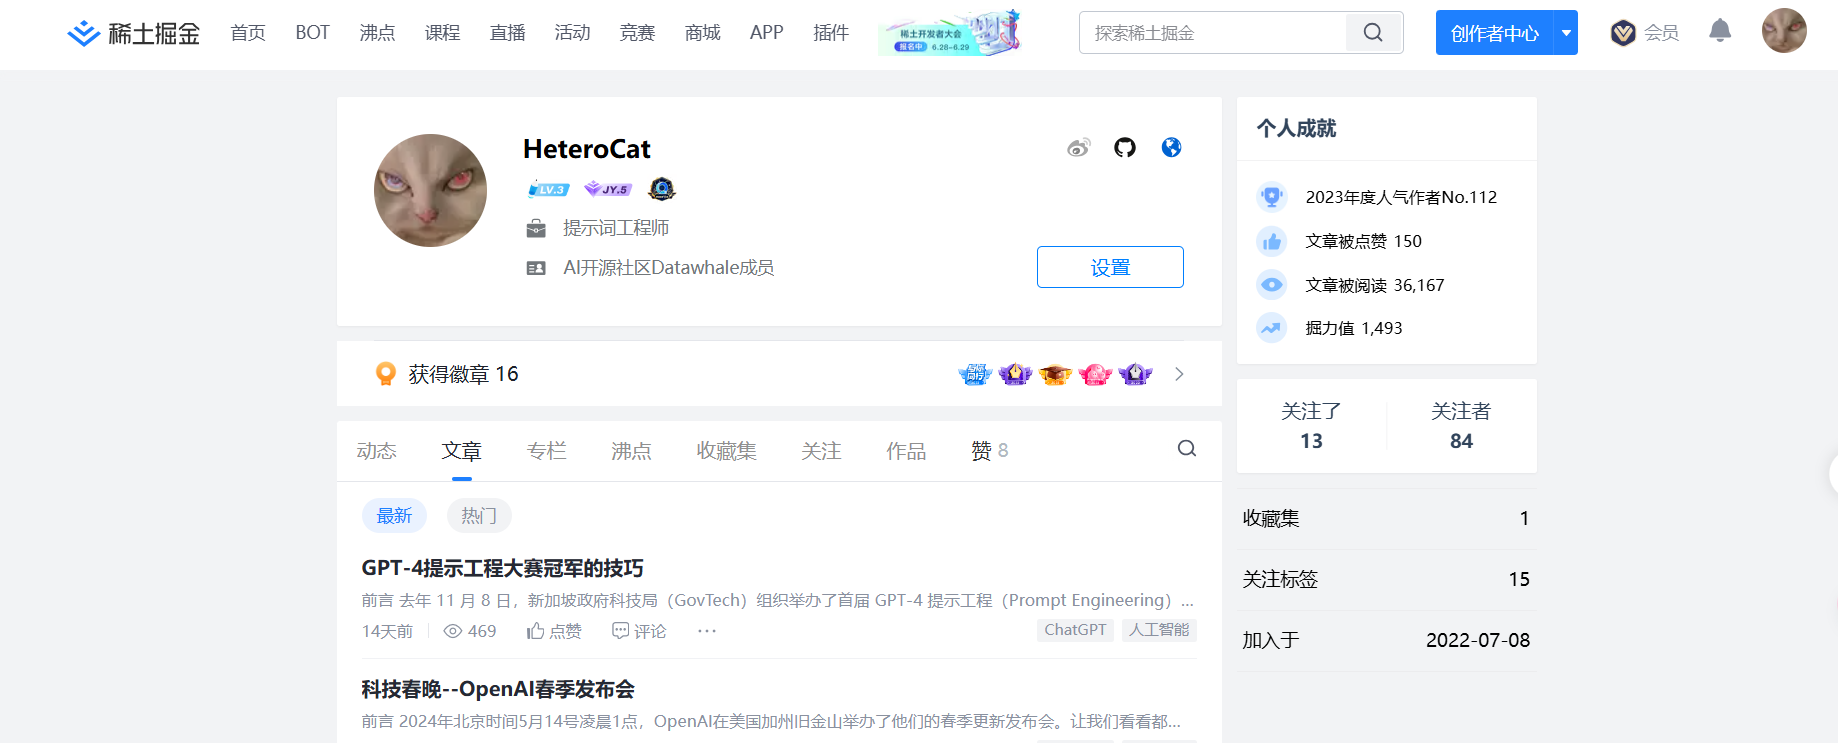 稀土掘金 首页 BOT 沸点 课程 直播 活动 竞赛 商城 APP 插件 探索稀土掘金 创作者中心 会员
稀土开发者大会
报名中 6.28—6.29
HeteroCat
LV.3 JY.5
提示词工程师
AI开源社区Datawhale成员
设置
获得徽章 16
动态 文章 专栏 沸点 收藏集 关注 作品 赞 8
最新 热门
GPT-4提示工程大赛冠军的技巧
前言 去年 11 月 8 日，新加坡政府科技局（GovTech）组织举办了首届 GPT-4 提示工程（Prompt Engineering）...
14天前 469 点赞 评论 ... ChatGPT 人工智能
科技春晚--OpenAI春季发布会
前言 2024年北京时间5月14号凌晨1点，OpenAI在美国加州旧金山举办了他们的春季更新发布会。让我们看看都...
个人成就
2023年度人气作者No.112
文章被点赞 150
文章被阅读 36,167
掘力值 1,493
关注了 关注者
13 84
收藏集 1
关注标签 15
加入于 2022-07-08